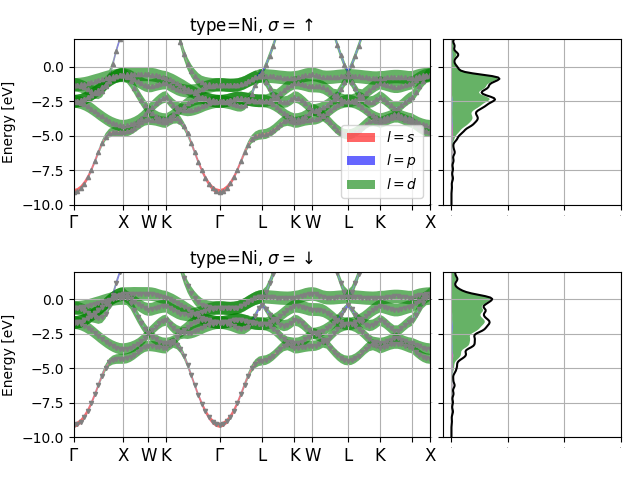 type=Ni, σ = ↑
Energy [eV]
0.0
−2.5
−5.0
−7.5
−10.0
l = s
l = p
l = d
Γ X W K Γ L K W L K X
type=Ni, σ = ↓
Energy [eV]
0.0
−2.5
−5.0
−7.5
−10.0
Γ X W K Γ L K W L K X